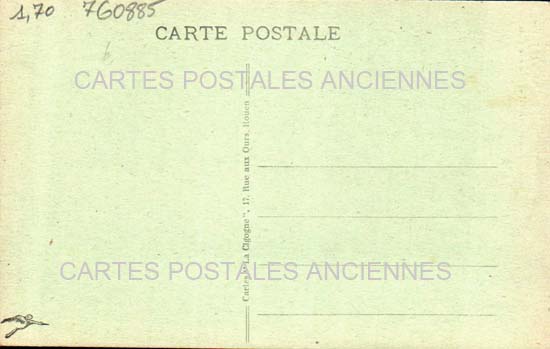 1,70 760885
CARTE POSTALE
CARTES POSTALES ANCIENNES
Cartes "La Cigogne", 17, Rue aux Ours, Rouen
CARTES POSTALES ANCIENNES